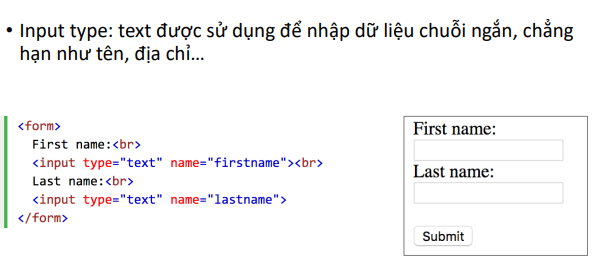 • Input type: text được sử dụng để nhập dữ liệu chuỗi ngắn, chẳng
hạn như tên, địa chỉ…
<form>
First name:<br>
<input type="text" name="firstname"><br>
Last name:<br>
<input type="text" name="lastname">
</form>
First name:
Last name:
Submit